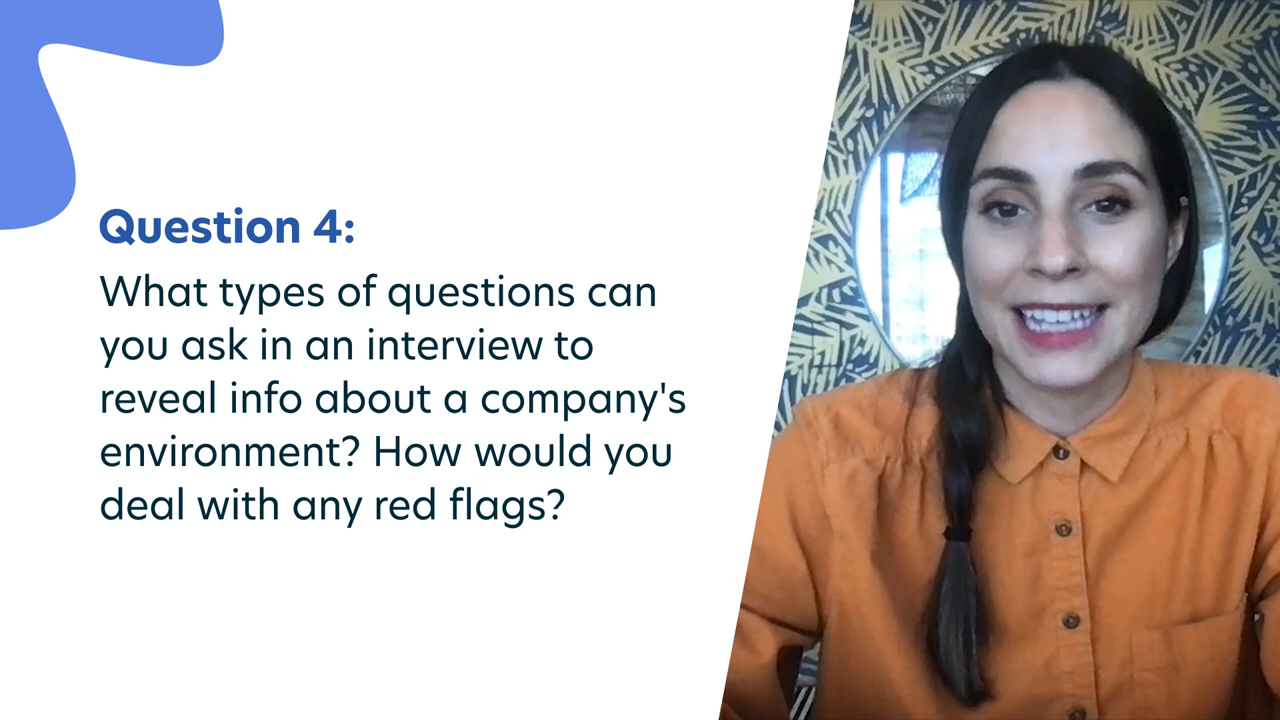 Question 4:
What types of questions can
you ask in an interview to
reveal info about a company's
environment? How would you
deal with any red flags?